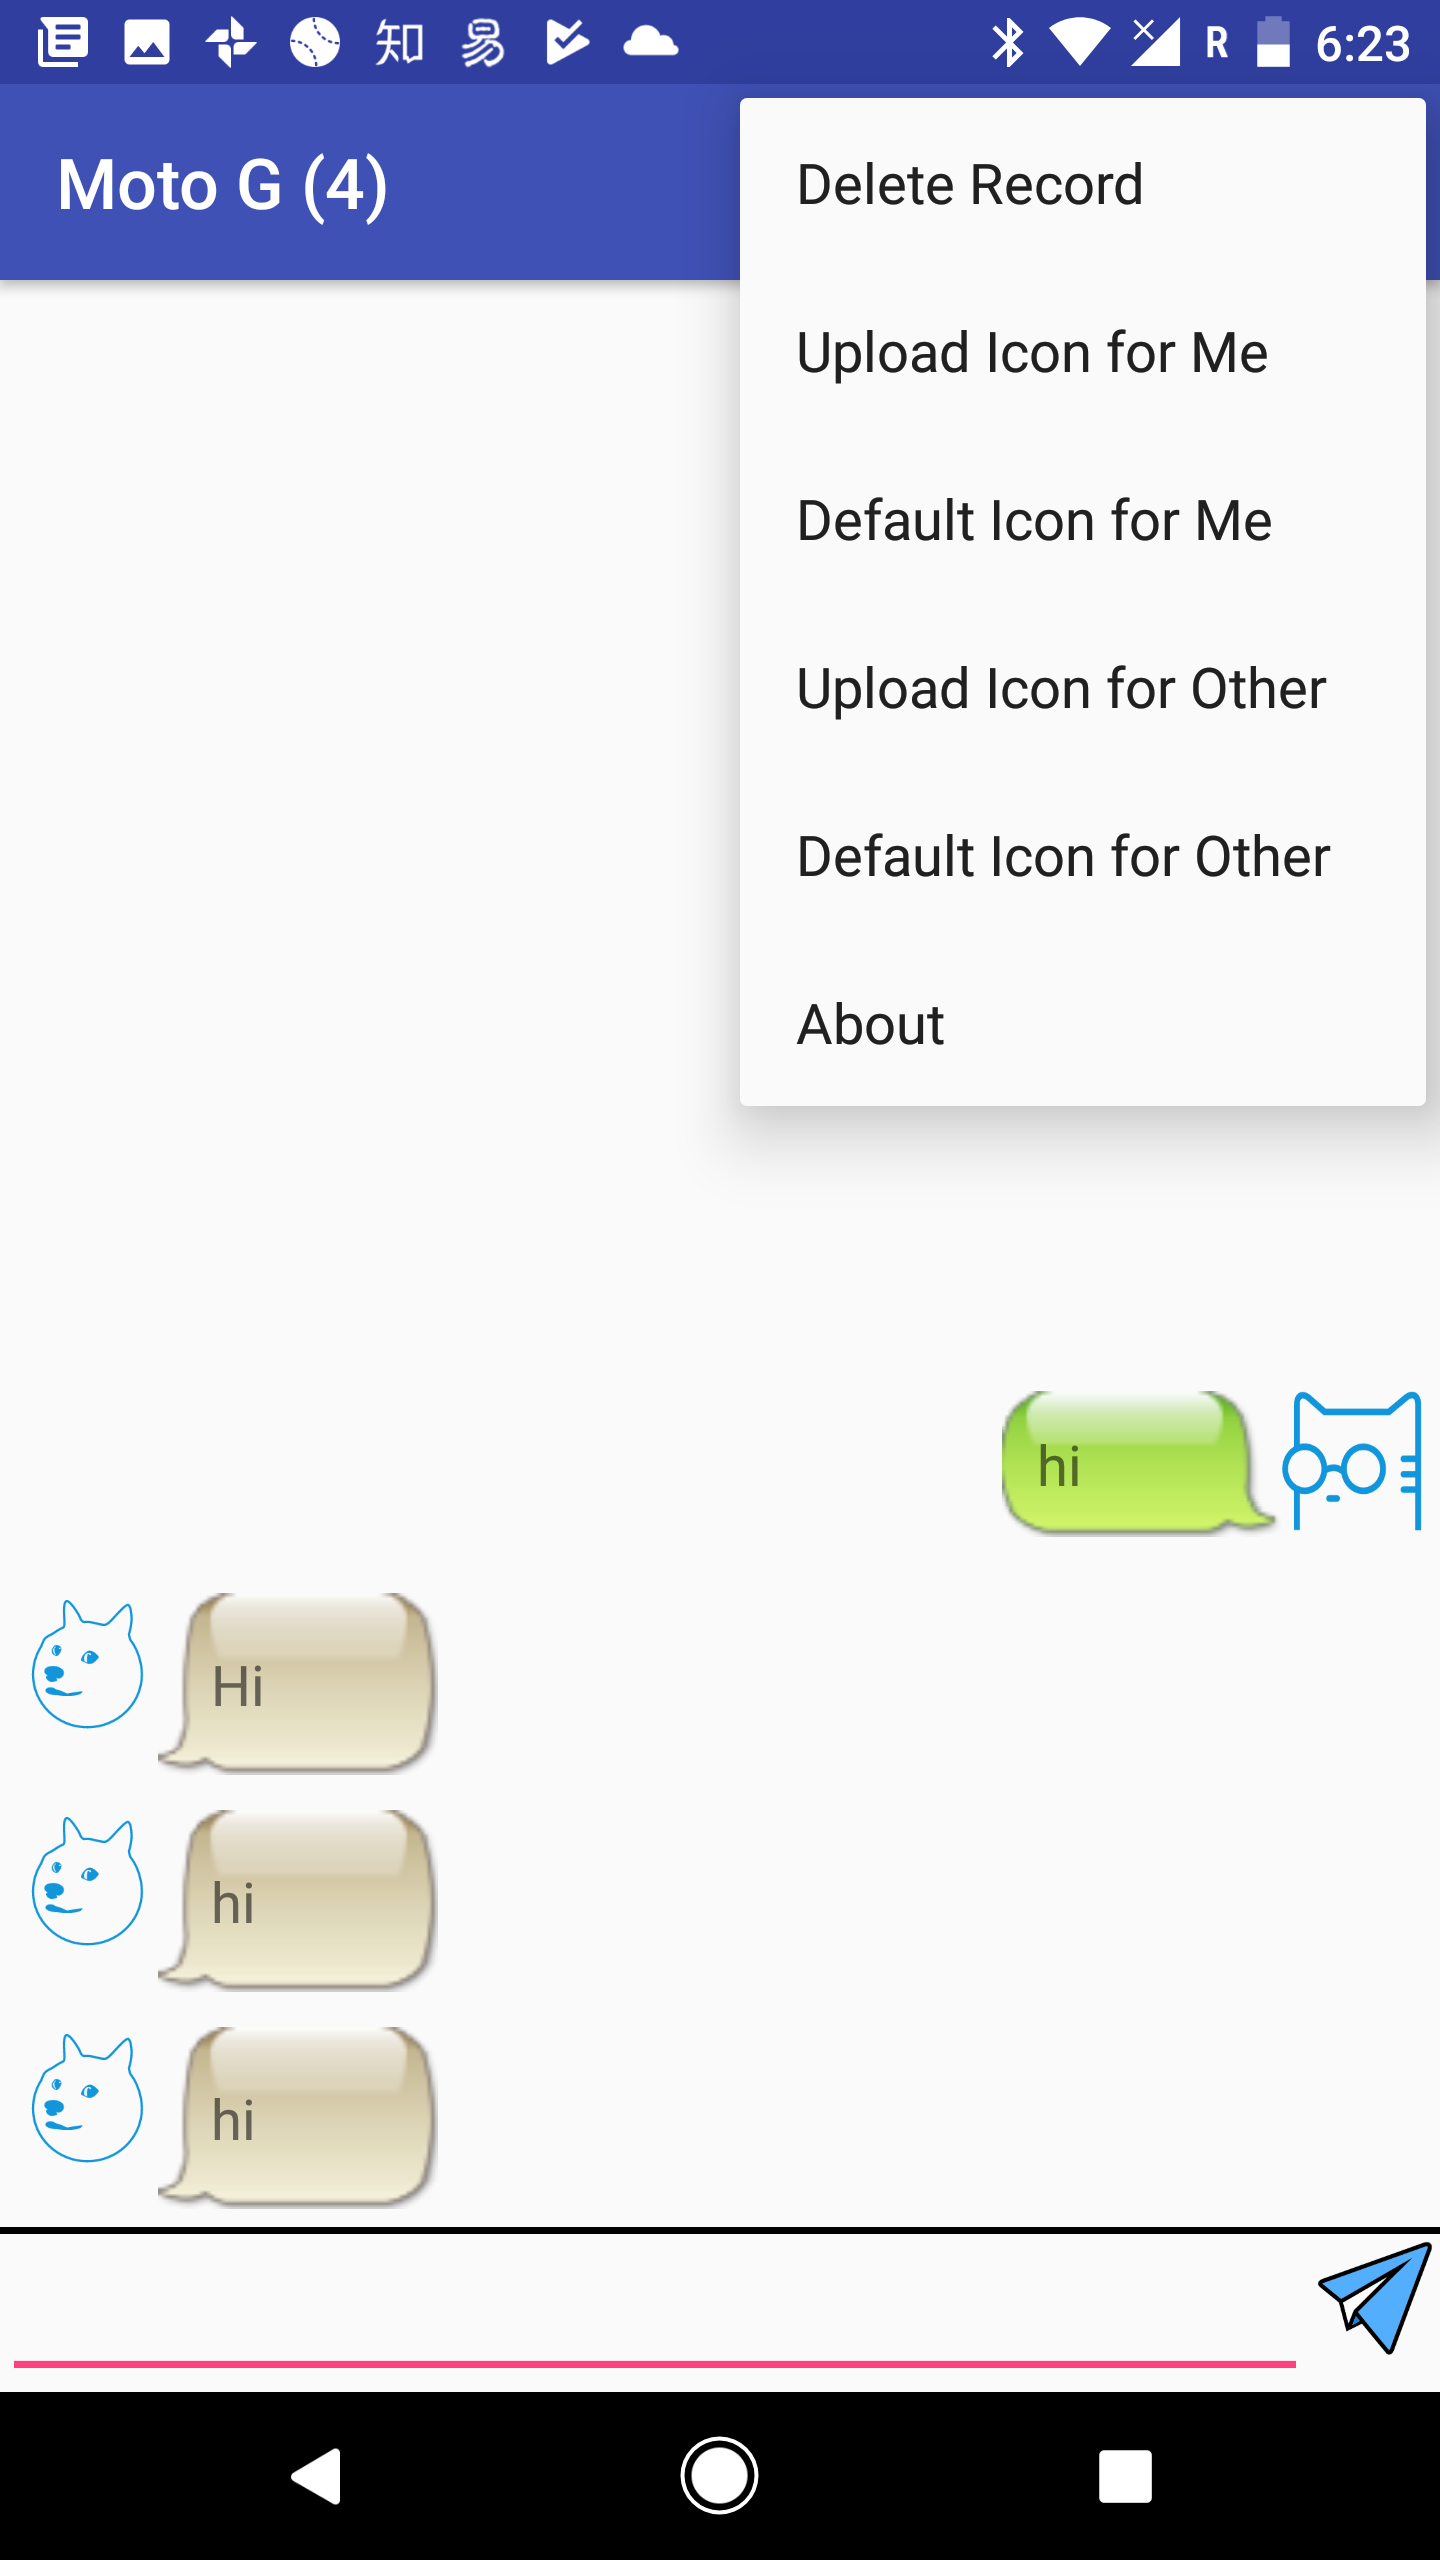 知 易 R 6:23
Moto G (4)
Delete Record
Upload Icon for Me
Default Icon for Me
Upload Icon for Other
Default Icon for Other
About
hi
Hi
hi
hi